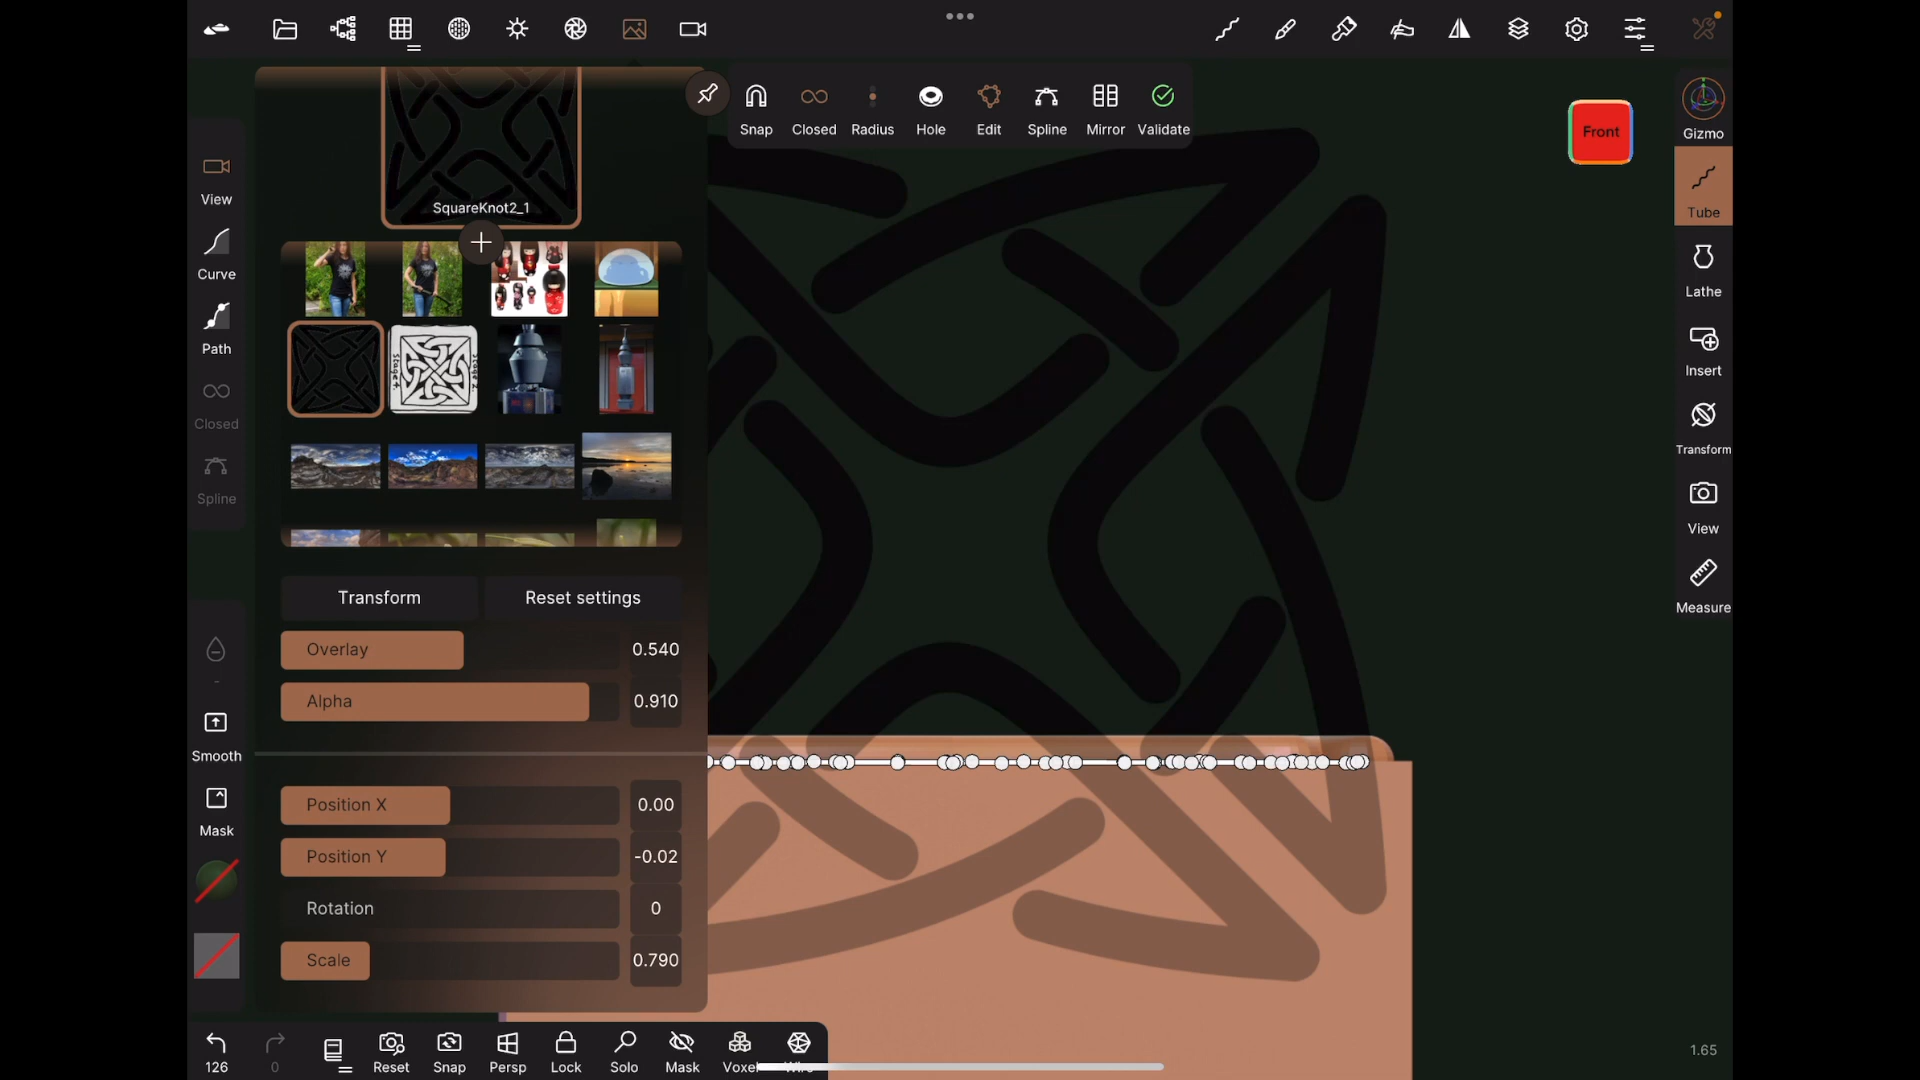 Snap
Closed
Radius
Hole
Edit
Spline
Mirror
Validate
Front
Gizmo
Tube
Lathe
Insert
Transform
View
Measure
View
Curve
Path
Closed
Spline
-
Smooth
Mask
SquareKnot2_1
Transform
Reset settings
Overlay 0.540
Alpha 0.910
Position X 0.00
Position Y -0.02
Rotation 0
Scale 0.790
126
0
Reset
Snap
Persp
Lock
Solo
Mask
Voxel
1.65